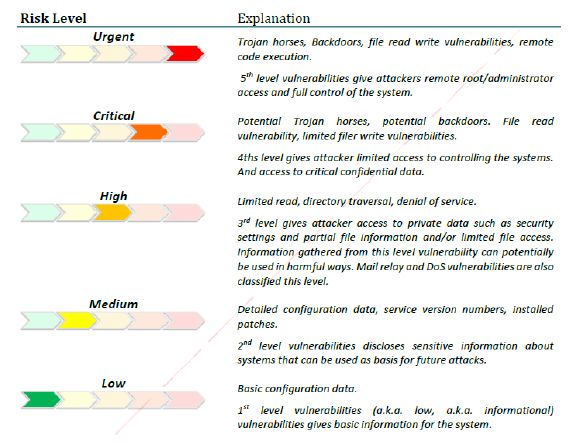 Risk Level
Explanation
Urgent
Trojan horses, Backdoors, file read write vulnerabilities, remote
code execution.
5th level vulnerabilities give attackers remote root/administrator
access and full control of the system.
Critical
Potential Trojan horses, potential backdoors. File read
vulnerability, limited filer write vulnerabilities.
4ths level gives attacker limited access to controlling the systems.
And access to critical confidential data.
High
Limited read, directory traversal, denial of service.
3rd level gives attacker access to private data such as security
settings and partial file information and/or limited file access.
Information gathered from this level vulnerability can potentially
be used in harmful ways. Mail relay and DoS vulnerabilities are also
classified this level.
Medium
Detailed configuration data, service version numbers, installed
patches.
2nd level vulnerabilities discloses sensitive information about
systems that can be used as basis for future attacks.
Low
Basic configuration data.
1st level vulnerabilities (a.k.a. low, a.k.a. informational)
vulnerabilities gives basic information for the system.